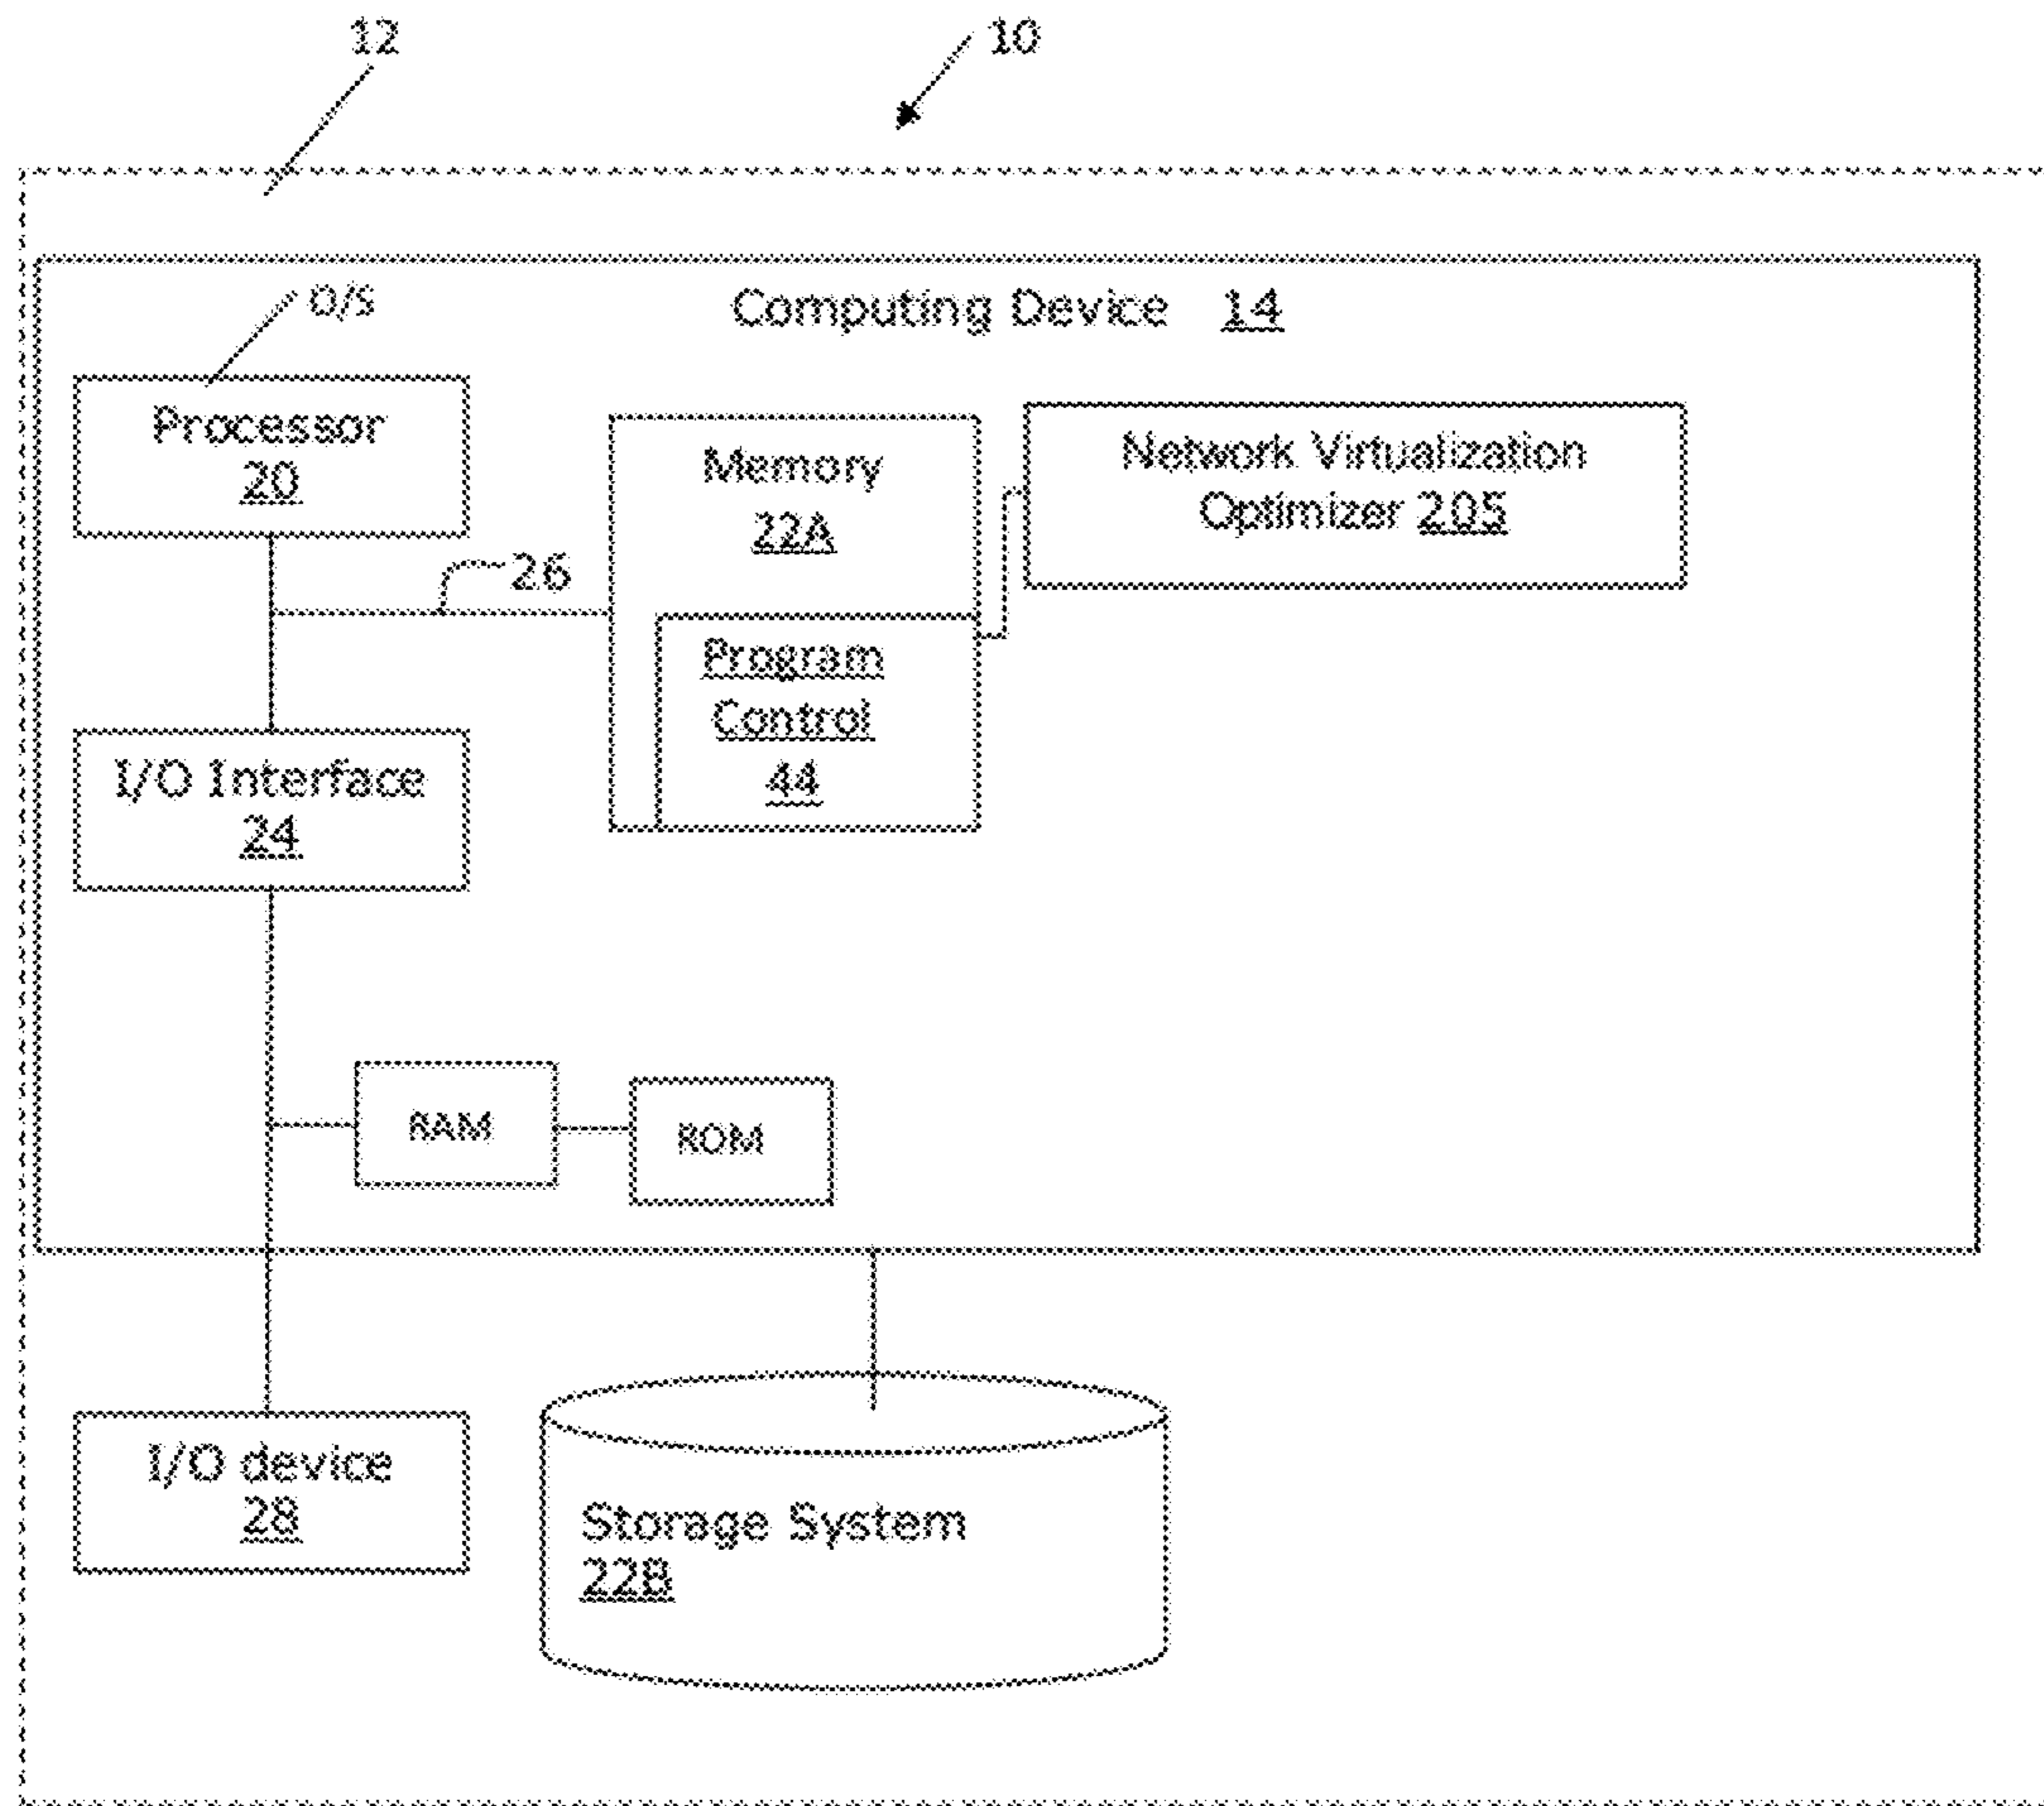 12
10
O/S
Computing Device 14
Processor
20
Memory
22A
Network Virtualization
Optimizer 205
26
Program
Control
44
I/O Interface
24
RAM
ROM
I/O device
28
Storage System
22B